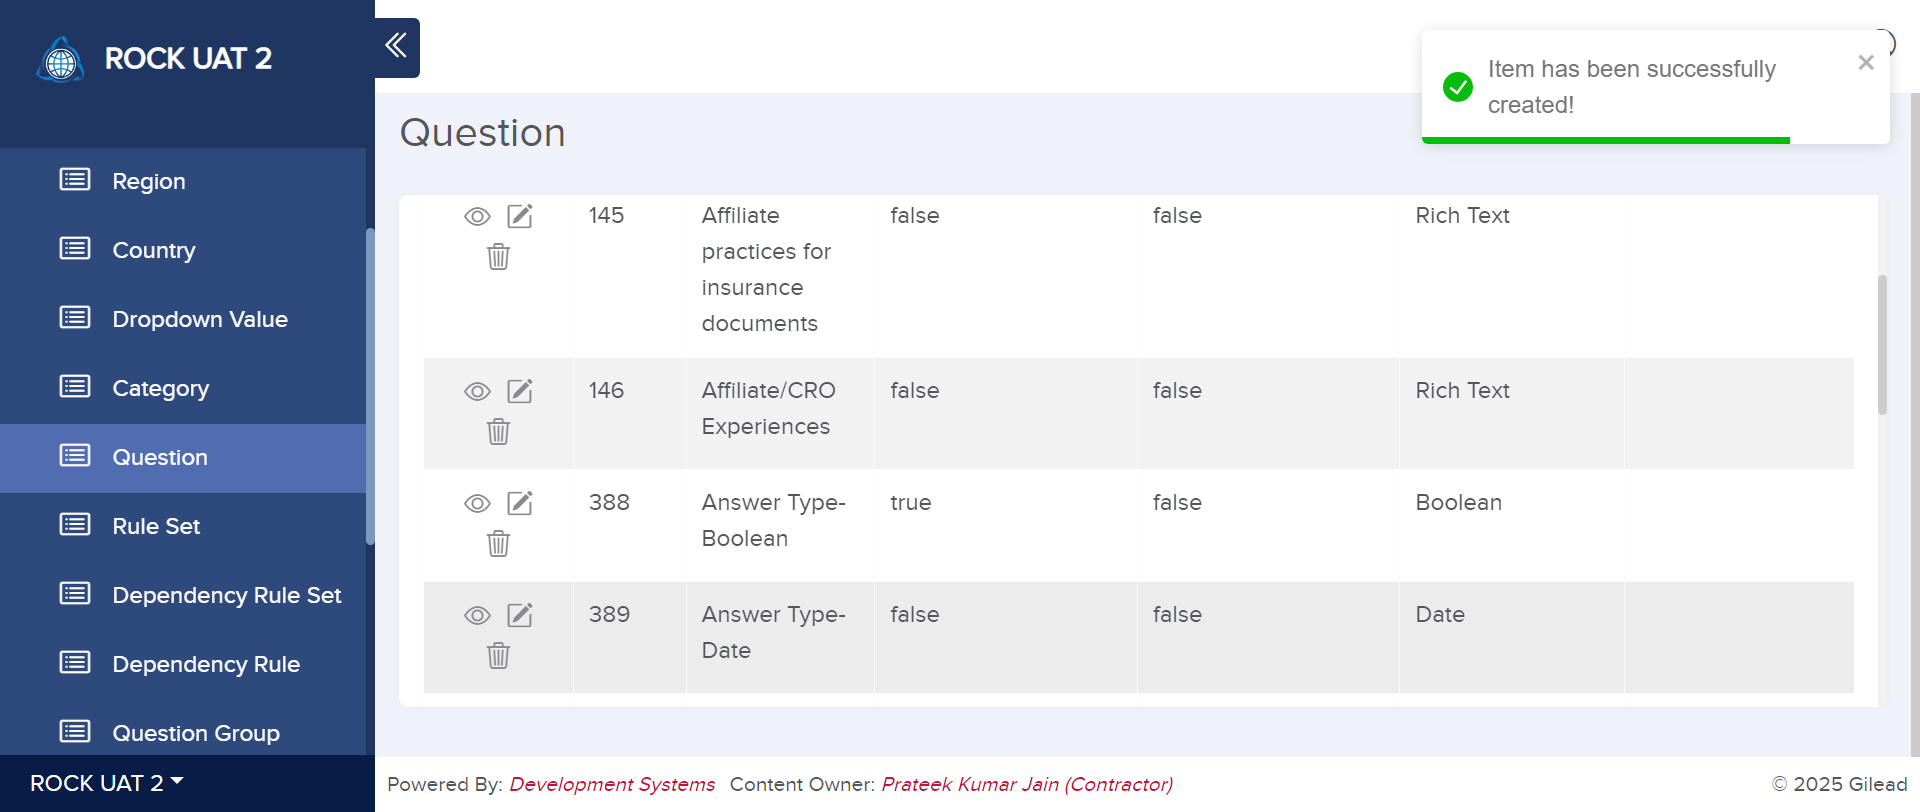 ROCK UAT 2
Item has been successfully
created!
Question
Region
Country
Dropdown Value
Category
Question
Rule Set
Dependency Rule Set
Dependency Rule
Question Group
145 Affiliate false false Rich Text
practices for
insurance
documents
146 Affiliate/CRO false false Rich Text
Experiences
388 Answer Type- true false Boolean
Boolean
389 Answer Type- false false Date
Date
ROCK UAT 2
Powered By: Development Systems Content Owner: Prateek Kumar Jain (Contractor) © 2025 Gilead